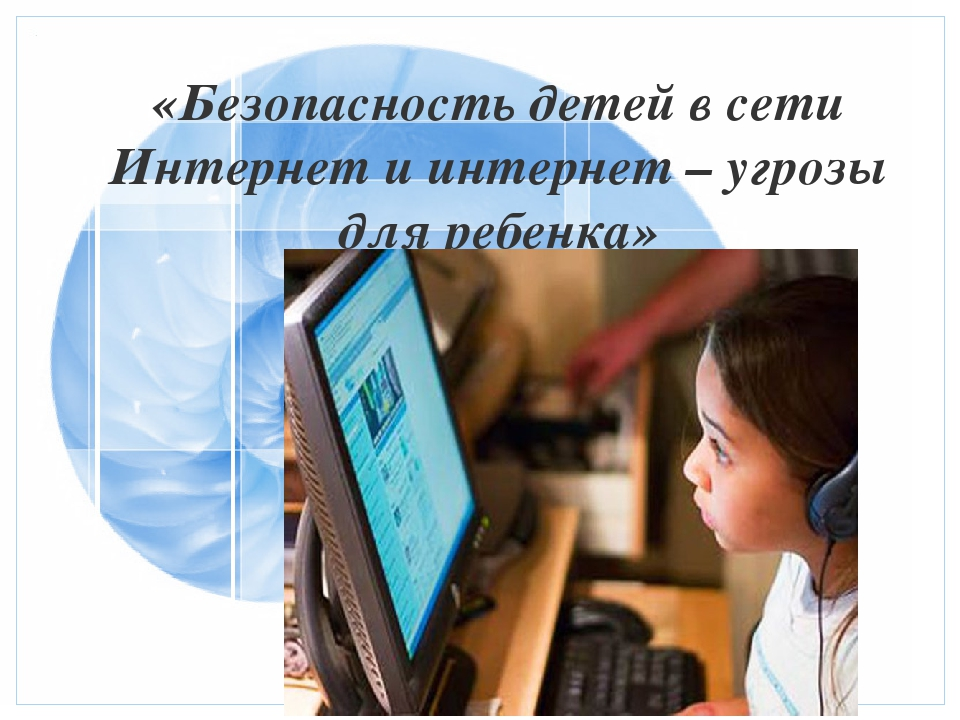 «Безопасность детей в сети
Интернет и интернет – угрозы
для ребенка»